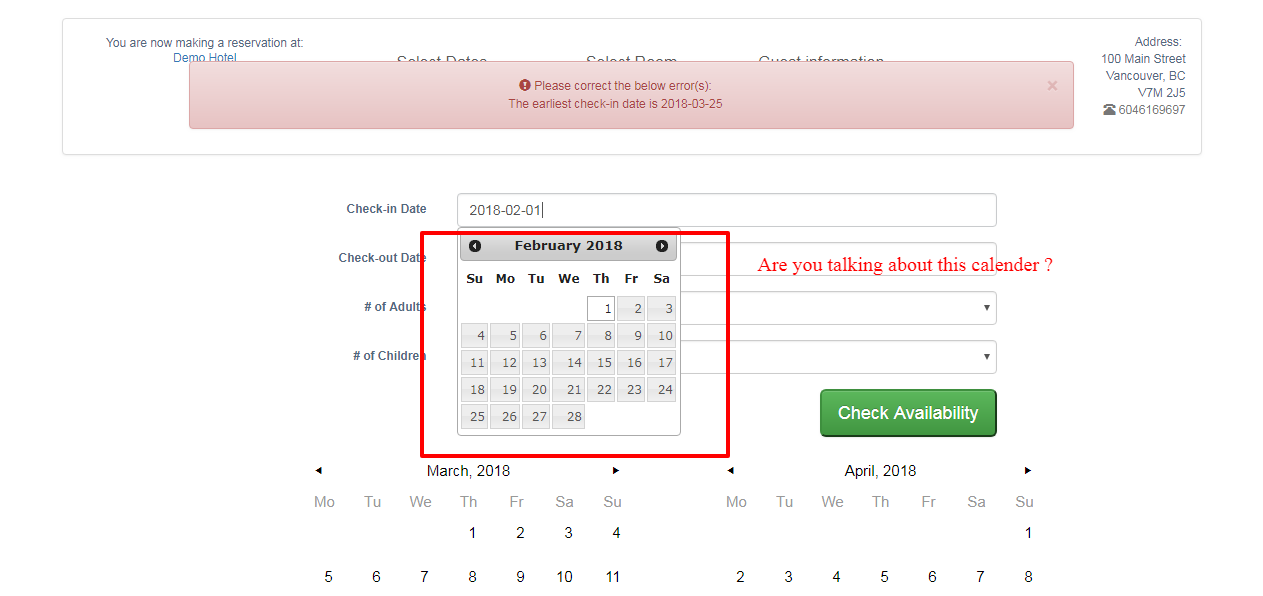 You are now making a reservation at:
Demo Hotel
Select Dates
Select Room
Guest information
Address:
100 Main Street
Vancouver, BC
V7M 2J5
6046169697
Please correct the below error(s):
The earliest check-in date is 2018-03-25
×
Check-in Date
2018-02-01
Check-out Date
# of Adults
# of Children
February 2018
Su Mo Tu We Th Fr Sa
1 2 3
4 5 6 7 8 9 10
11 12 13 14 15 16 17
18 19 20 21 22 23 24
25 26 27 28
Are you talking about this calender ?
Check Availability
March, 2018
Mo Tu We Th Fr Sa Su
1 2 3 4
5 6 7 8 9 10 11
April, 2018
Mo Tu We Th Fr Sa Su
1
2 3 4 5 6 7 8